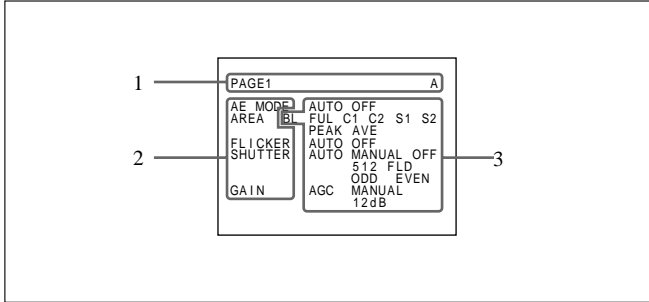 1 PAGE1 A
AE MODE AUTO OFF
AREA BL FUL C1 C2 S1 S2
PEAK AVE
FLICKER AUTO OFF
2 SHUTTER AUTO MANUAL OFF 3
512 FLD
ODD EVEN
GAIN AGC MANUAL
12dB